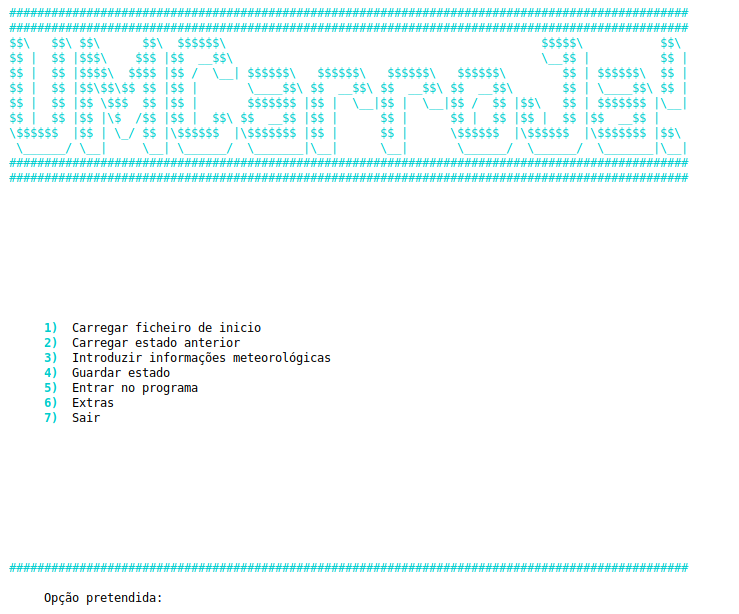 #################################################################################################
#################################################################################################
$$\   $$\ $$\      $$\  $$$$$$\                                             $$$$$\           $$\
$$ |  $$ |$$$\    $$$ |$$  __$$\                                            \__$$ |          $$ |
$$ |  $$ |$$$$\  $$$$ |$$ /  \__| $$$$$$\   $$$$$$\   $$$$$$\   $$$$$$\        $$ | $$$$$$\  $$ |
$$ |  $$ |$$\$$\$$ $$ |$$ |       \____$$\ $$  __$$\ $$  __$$\ $$  __$$\       $$ | \____$$\ $$ |
$$ |  $$ |$$ \$$$  $$ |$$ |       $$$$$$$ |$$ |  \__|$$ |  \__|$$ /  $$ |$$\   $$ | $$$$$$$ |\__|
$$ |  $$ |$$ |\$  /$$ |$$ |  $$\ $$  __$$ |$$ |      $$ |      $$ |  $$ |$$ |  $$ |$$  __$$ |
\$$$$$$  |$$ | \_/ $$ |\$$$$$$  |\$$$$$$$ |$$ |      $$ |      \$$$$$$  |\$$$$$$  |\$$$$$$$ |$$\
 \______/ \__|     \__| \______/  \_______|\__|      \__|       \______/  \______/  \_______|\__|
#################################################################################################
#################################################################################################
1)  Carregar ficheiro de inicio
2)  Carregar estado anterior
3)  Introduzir informações meteorológicas
4)  Guardar estado
5)  Entrar no programa
6)  Extras
7)  Sair
#################################################################################################
Opção pretendida: